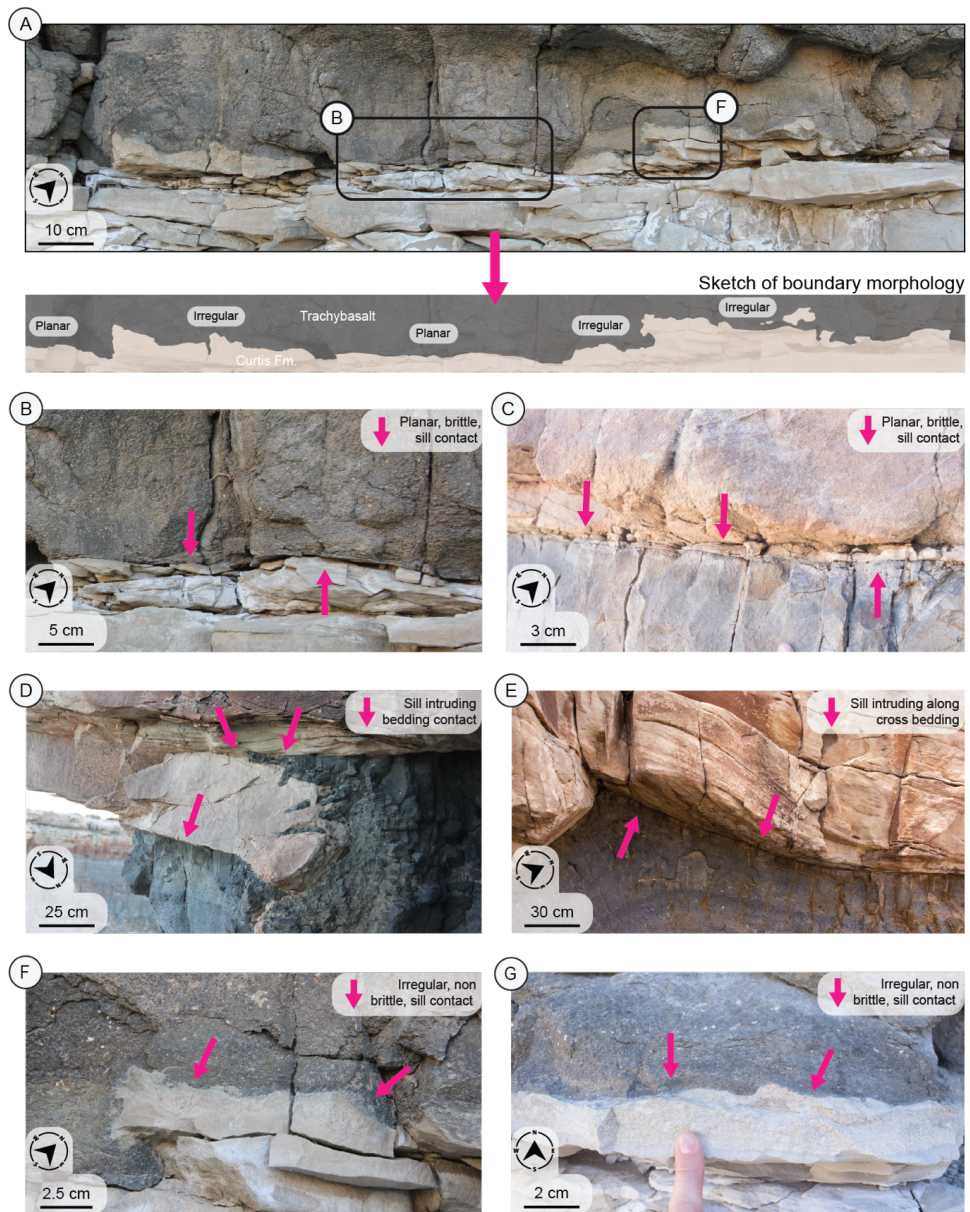 A
B
F
10 cm
Sketch of boundary morphology
Planar
Irregular
Trachybasalt
Planar
Irregular
Irregular
Curtis Fm.
B
Planar, brittle,
sill contact
5 cm
C
Planar, brittle,
sill contact
3 cm
D
Sill intruding
bedding contact
25 cm
E
Sill intruding along
cross bedding
30 cm
F
Irregular, non
brittle, sill contact
2.5 cm
G
Irregular, non
brittle, sill contact
N
W
E
S
2 cm